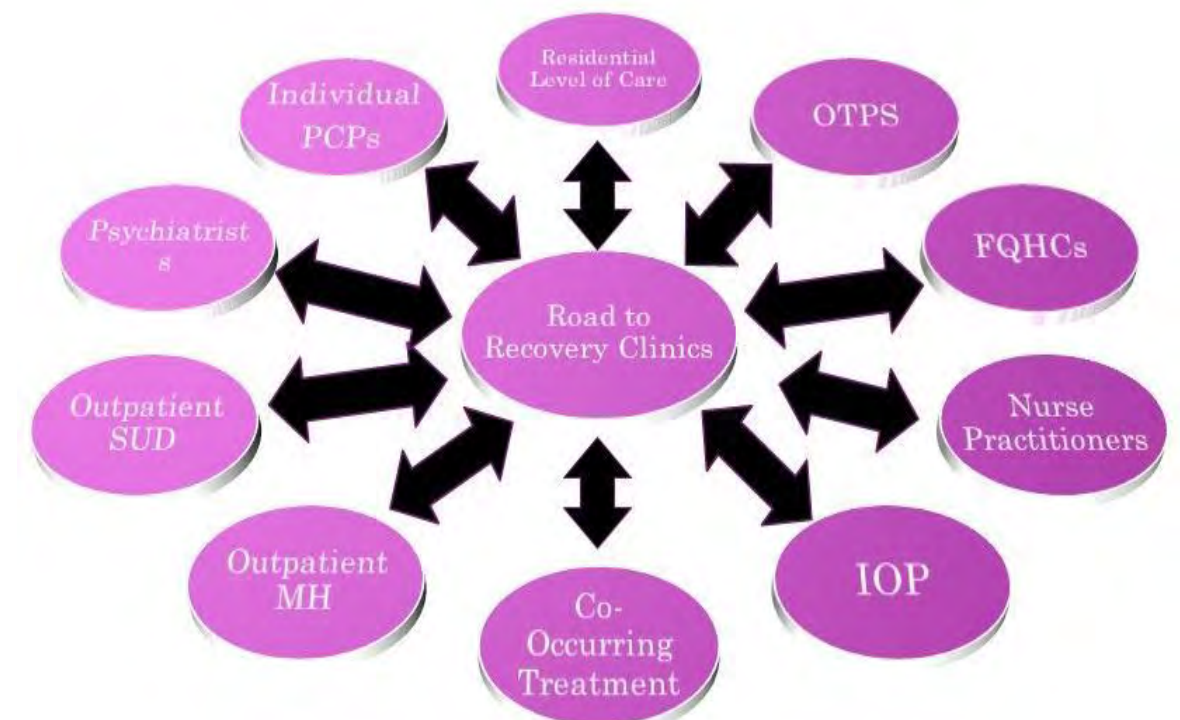 Residential
Level of Care
Individual
PCPs
OTPS
Psychiatrist
s
FQHCs
Road to
Recovery Clinics
Outpatient
SUD
Nurse
Practitioners
Outpatient
MH
IOP
Co-
Occurring
Treatment